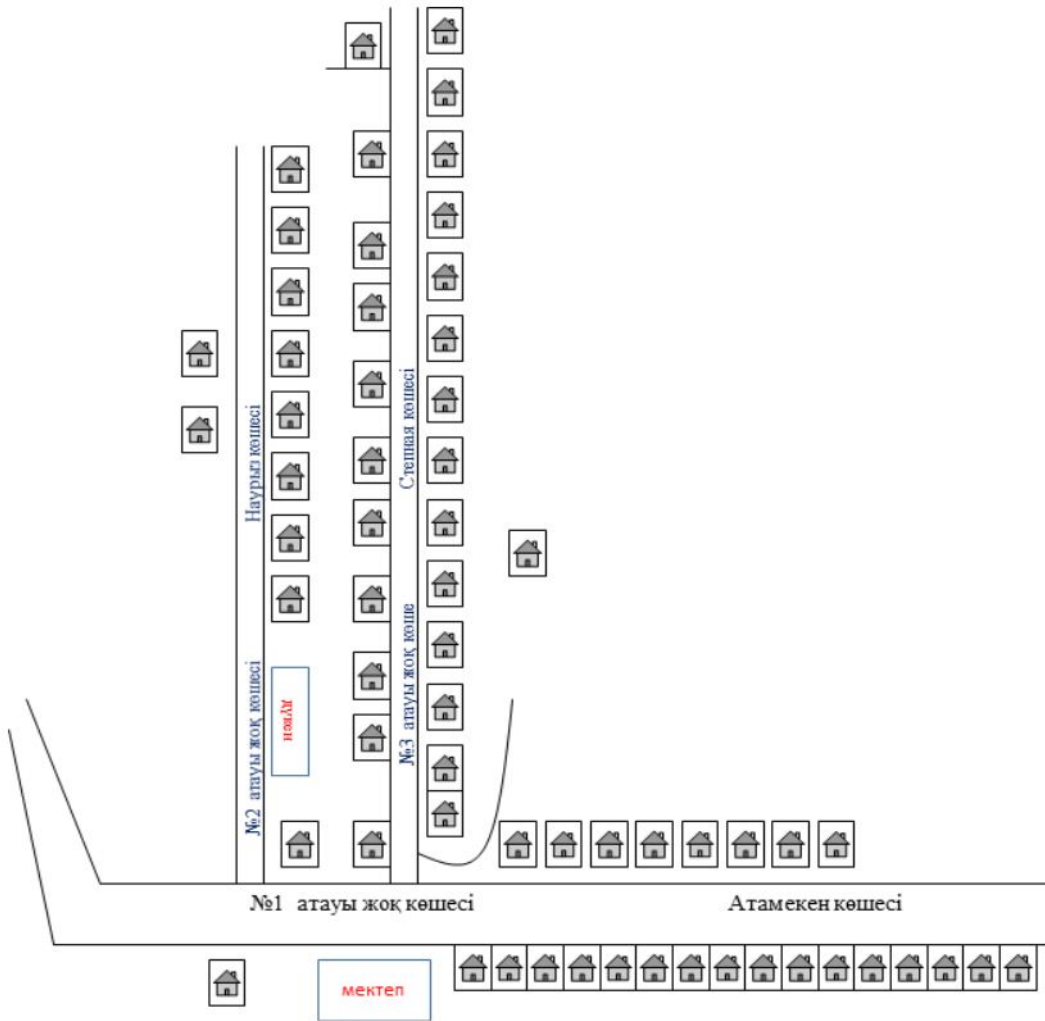 Наурыз көшесі
Степная көшесі
№2 атауы жоқ көшесі
дүкен
№3 атауы жоқ көше
№1 атауы жоқ көшесі
Атамекен көшесі
мектеп